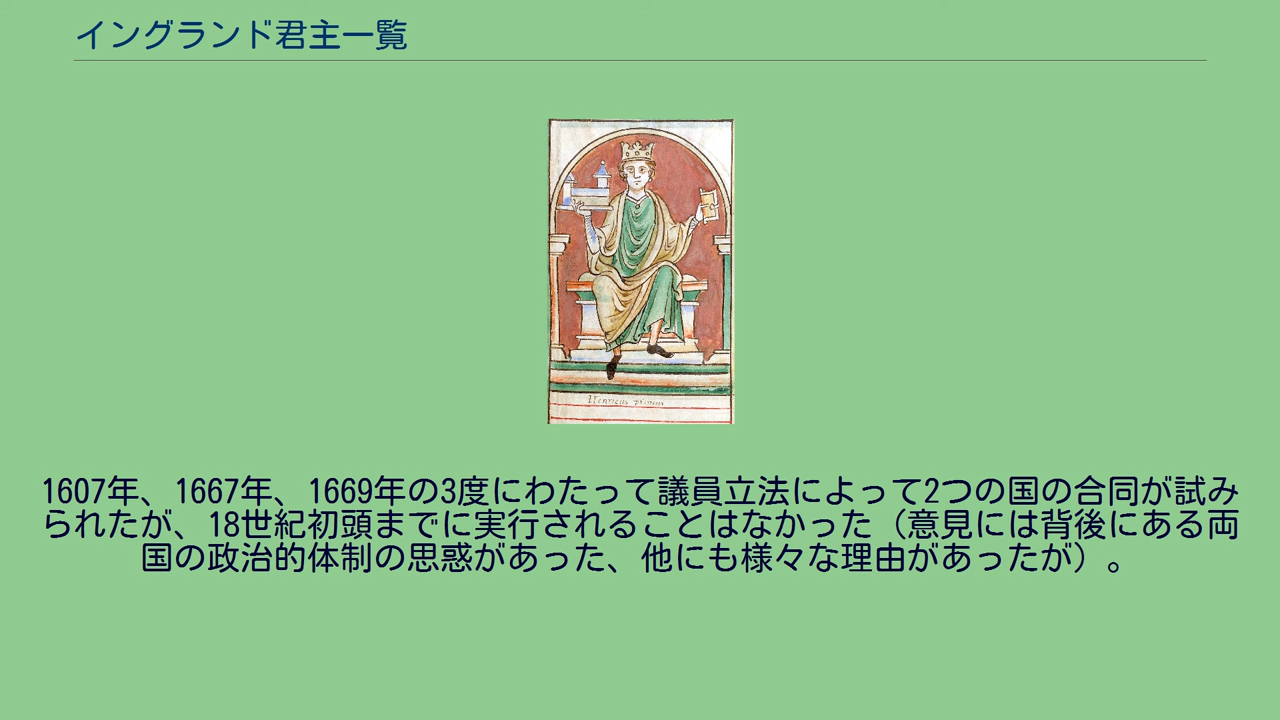 イングランド君主一覧
Henricus primus
1607年、1667年、1669年の3度にわたって議員立法によって2つの国の合同が試み
られたが、18世紀初頭までに実行されることはなかった（意見には背後にある両
国の政治的体制の思惑があった、他にも様々な理由があったが）。